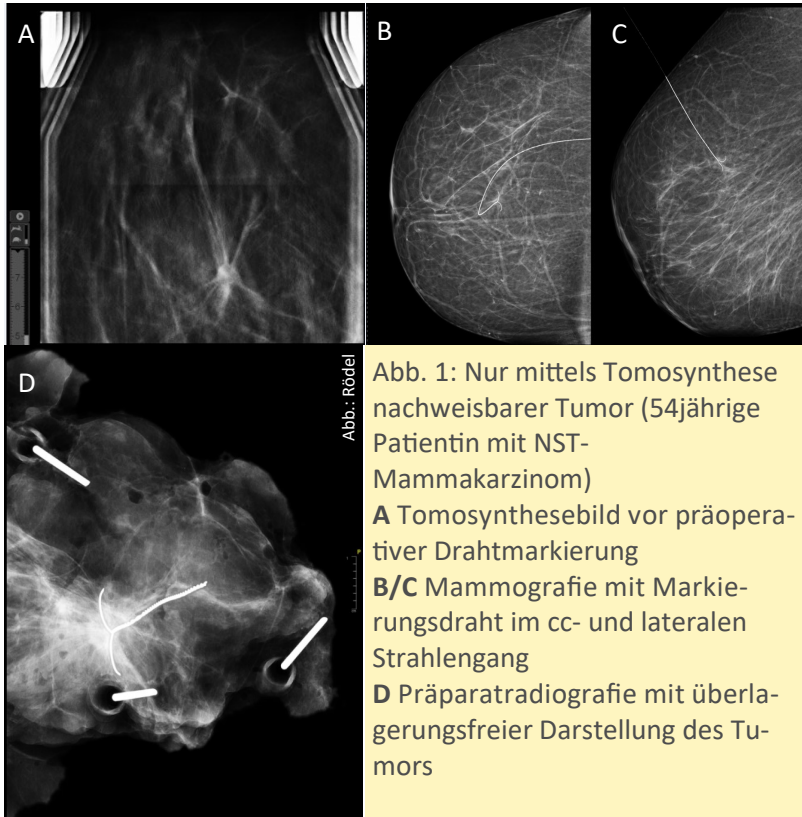 A
B
C
D
Abb.: Rödel
Abb. 1: Nur mittels Tomosynthese
nachweisbarer Tumor (54jährige
Patientin mit NST-
Mammakarzinom)
A Tomosynthesebild vor präopera-
tiver Drahtmarkierung
B/C Mammografie mit Markie-
rungsdraht im cc- und lateralen
Strahlengang
D Präparatradiografie mit überla-
gerungsfreier Darstellung des Tu-
mors